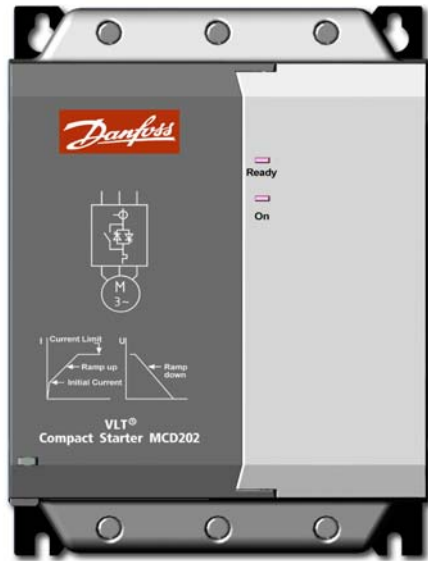 Danfoss
Ready
On
M
3~
I
Current Limit
U
Ramp up
Ramp
down
Initial Current
VLT®
Compact Starter MCD202